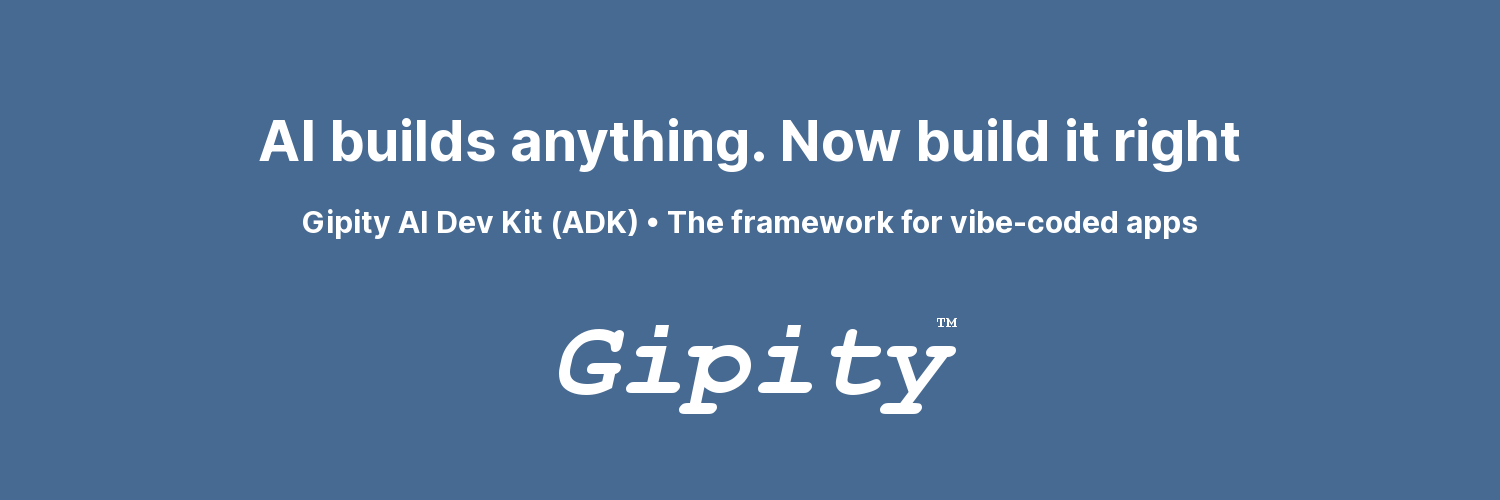 AI builds anything. Now build it right
Gipity AI Dev Kit (ADK) • The framework for vibe-coded apps
Gipity™